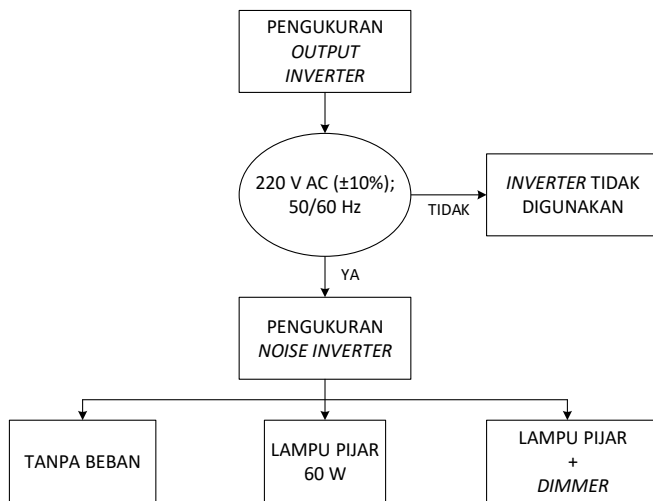 PENGUKURAN
OUTPUT
INVERTER
220 V AC (±10%);
50/60 Hz
TIDAK
INVERTER TIDAK
DIGUNAKAN
YA
PENGUKURAN
NOISE INVERTER
TANPA BEBAN
LAMPU PIJAR
60 W
LAMPU PIJAR
+
DIMMER